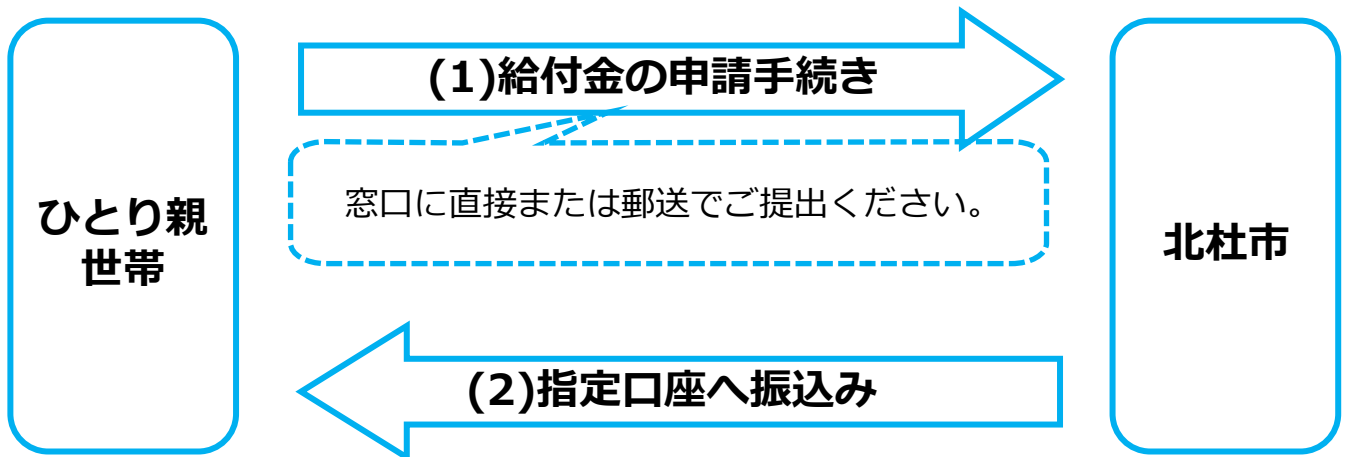 (1)給付金の申請手続き
窓口に直接または郵送でご提出ください。
ひとり親
世帯
北杜市
(2)指定口座へ振込み